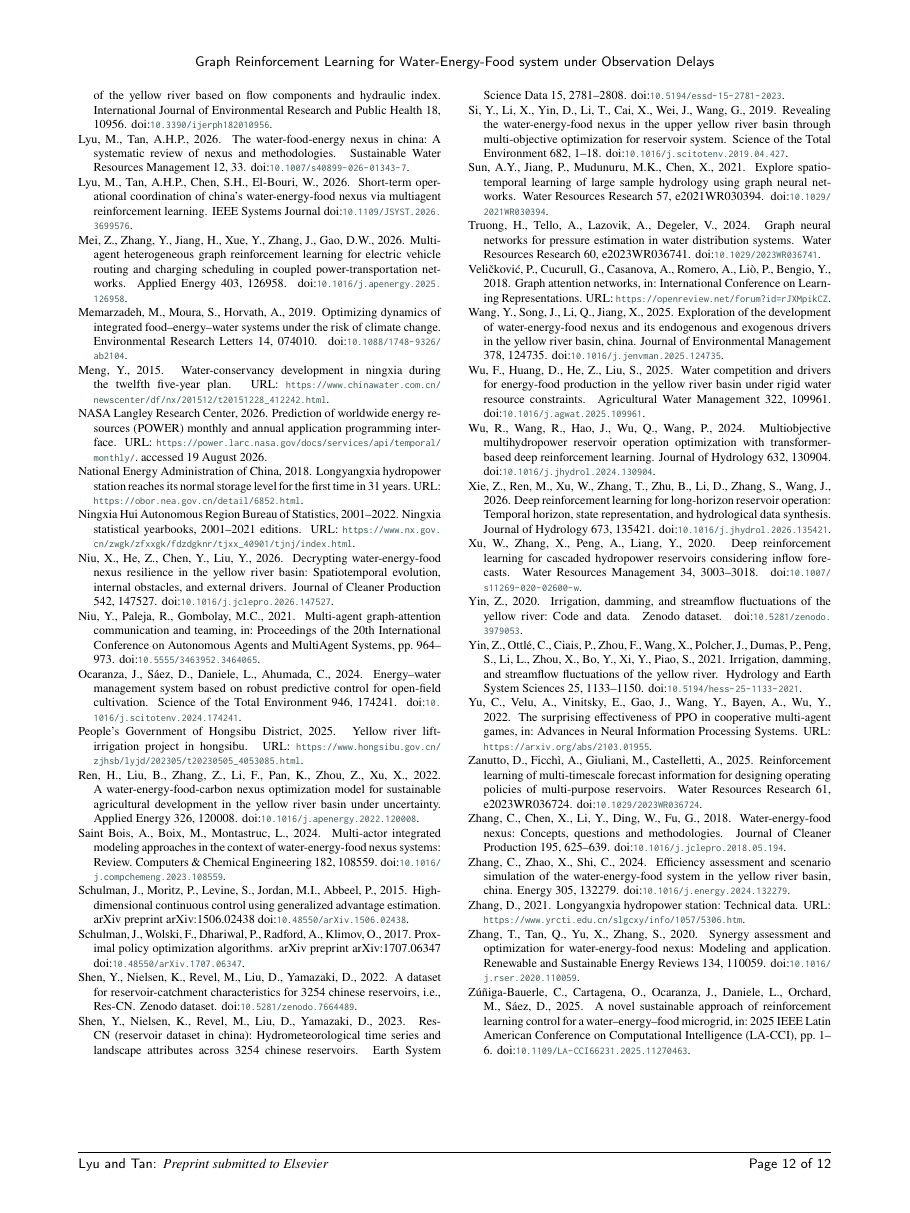 Graph Reinforcement Learning for Water-Energy-Food system under Observation Delays
of the yellow river based on flow components and hydraulic index.
International Journal of Environmental Research and Public Health 18,
10956. doi:10.3390/ijerph182010956.
Lyu, M., Tan, A.H.P., 2026. The water-food-energy nexus in china: A
systematic review of nexus and methodologies. Sustainable Water
Resources Management 12, 33. doi:10.1007/s40899-026-01343-7.
Lyu, M., Tan, A.H.P., Chen, S.H., El-Bouri, W., 2026. Short-term oper-
ational coordination of china's water-energy-food nexus via multiagent
reinforcement learning. IEEE Systems Journal doi:10.1109/JSYST.2026.
3699576.
Mei, Z., Zhang, Y., Jiang, H., Xue, Y., Zhang, J., Gao, D.W., 2026. Multi-
agent heterogeneous graph reinforcement learning for electric vehicle
routing and charging scheduling in coupled power-transportation net-
works. Applied Energy 403, 126958. doi:10.1016/j.apenergy.2025.
126958.
Memarzadeh, M., Moura, S., Horvath, A., 2019. Optimizing dynamics of
integrated food–energy–water systems under the risk of climate change.
Environmental Research Letters 14, 074010. doi:10.1088/1748-9326/
ab2104.
Meng, Y., 2015. Water-conservancy development in ningxia during
the twelfth five-year plan. URL: https://www.chinawater.com.cn/
newscenter/df/nx/201512/t20151228_412242.html.
NASA Langley Research Center, 2026. Prediction of worldwide energy re-
sources (POWER) monthly and annual application programming inter-
face. URL: https://power.larc.nasa.gov/docs/services/api/temporal/
monthly/. accessed 19 August 2026.
National Energy Administration of China, 2018. Longyangxia hydropower
station reaches its normal storage level for the first time in 31 years. URL:
https://obor.nea.gov.cn/detail/6852.html.
Ningxia Hui Autonomous Region Bureau of Statistics, 2001–2022. Ningxia
statistical yearbooks, 2001–2021 editions. URL: https://www.nx.gov.
cn/zwgk/zfxxgk/fdzdgknr/tjxx_40901/tjnj/index.html.
Niu, X., He, Z., Chen, Y., Liu, Y., 2026. Decrypting water-energy-food
nexus resilience in the yellow river basin: Spatiotemporal evolution,
internal obstacles, and external drivers. Journal of Cleaner Production
542, 147527. doi:10.1016/j.jclepro.2026.147527.
Niu, Y., Paleja, R., Gombolay, M.C., 2021. Multi-agent graph-attention
communication and teaming, in: Proceedings of the 20th International
Conference on Autonomous Agents and MultiAgent Systems, pp. 964–
973. doi:10.5555/3463952.3464065.
Ocaranza, J., Sáez, D., Daniele, L., Ahumada, C., 2024. Energy–water
management system based on robust predictive control for open-field
cultivation. Science of the Total Environment 946, 174241. doi:10.
1016/j.scitotenv.2024.174241.
People's Government of Hongsibu District, 2025. Yellow river lift-
irrigation project in hongsibu. URL: https://www.hongsibu.gov.cn/
zjhsb/lyjd/202305/t20230505_4053085.html.
Ren, H., Liu, B., Zhang, Z., Li, F., Pan, K., Zhou, Z., Xu, X., 2022.
A water-energy-food-carbon nexus optimization model for sustainable
agricultural development in the yellow river basin under uncertainty.
Applied Energy 326, 120008. doi:10.1016/j.apenergy.2022.120008.
Saint Bois, A., Boix, M., Montastruc, L., 2024. Multi-actor integrated
modeling approaches in the context of water-energy-food nexus systems:
Review. Computers & Chemical Engineering 182, 108559. doi:10.1016/
j.compchemeng.2023.108559.
Schulman, J., Moritz, P., Levine, S., Jordan, M.I., Abbeel, P., 2015. High-
dimensional continuous control using generalized advantage estimation.
arXiv preprint arXiv:1506.02438 doi:10.48550/arXiv.1506.02438.
Schulman, J., Wolski, F., Dhariwal, P., Radford, A., Klimov, O., 2017. Prox-
imal policy optimization algorithms. arXiv preprint arXiv:1707.06347
doi:10.48550/arXiv.1707.06347.
Shen, Y., Nielsen, K., Revel, M., Liu, D., Yamazaki, D., 2022. A dataset
for reservoir-catchment characteristics for 3254 chinese reservoirs, i.e.,
Res-CN. Zenodo dataset. doi:10.5281/zenodo.7664489.
Shen, Y., Nielsen, K., Revel, M., Liu, D., Yamazaki, D., 2023. Res-
CN (reservoir dataset in china): Hydrometeorological time series and
landscape attributes across 3254 chinese reservoirs. Earth System
Science Data 15, 2781–2808. doi:10.5194/essd-15-2781-2023.
Si, Y., Li, X., Yin, D., Li, T., Cai, X., Wei, J., Wang, G., 2019. Revealing
the water-energy-food nexus in the upper yellow river basin through
multi-objective optimization for reservoir system. Science of the Total
Environment 682, 1–18. doi:10.1016/j.scitotenv.2019.04.427.
Sun, A.Y., Jiang, P., Mudunuru, M.K., Chen, X., 2021. Explore spatio-
temporal learning of large sample hydrology using graph neural net-
works. Water Resources Research 57, e2021WR030394. doi:10.1029/
2021WR030394.
Truong, H., Tello, A., Lazovik, A., Degeler, V., 2024. Graph neural
networks for pressure estimation in water distribution systems. Water
Resources Research 60, e2023WR036741. doi:10.1029/2023WR036741.
Veličković, P., Cucurull, G., Casanova, A., Romero, A., Liò, P., Bengio, Y.,
2018. Graph attention networks, in: International Conference on Learn-
ing Representations. URL: https://openreview.net/forum?id=rJXMpikCZ.
Wang, Y., Song, J., Li, Q., Jiang, X., 2025. Exploration of the development
of water-energy-food nexus and its endogenous and exogenous drivers
in the yellow river basin, china. Journal of Environmental Management
378, 124735. doi:10.1016/j.jenvman.2025.124735.
Wu, F., Huang, D., He, Z., Liu, S., 2025. Water competition and drivers
for energy-food production in the yellow river basin under rigid water
resource constraints. Agricultural Water Management 322, 109961.
doi:10.1016/j.agwat.2025.109961.
Wu, R., Wang, R., Hao, J., Wu, Q., Wang, P., 2024. Multiobjective
multihydropower reservoir operation optimization with transformer-
based deep reinforcement learning. Journal of Hydrology 632, 130904.
doi:10.1016/j.jhydrol.2024.130904.
Xie, Z., Ren, M., Xu, W., Zhang, T., Zhu, B., Li, D., Zhang, S., Wang, J.,
2026. Deep reinforcement learning for long-horizon reservoir operation:
Temporal horizon, state representation, and hydrological data synthesis.
Journal of Hydrology 673, 135421. doi:10.1016/j.jhydrol.2026.135421.
Xu, W., Zhang, X., Peng, A., Liang, Y., 2020. Deep reinforcement
learning for cascaded hydropower reservoirs considering inflow fore-
casts. Water Resources Management 34, 3003–3018. doi:10.1007/
s11269-020-02600-w.
Yin, Z., 2020. Irrigation, damming, and streamflow fluctuations of the
yellow river: Code and data. Zenodo dataset. doi:10.5281/zenodo.
3979053.
Yin, Z., Ottlé, C., Ciais, P., Zhou, F., Wang, X., Polcher, J., Dumas, P., Peng,
S., Li, L., Zhou, X., Bo, Y., Xi, Y., Piao, S., 2021. Irrigation, damming,
and streamflow fluctuations of the yellow river. Hydrology and Earth
System Sciences 25, 1133–1150. doi:10.5194/hess-25-1133-2021.
Yu, C., Velu, A., Vinitsky, E., Gao, J., Wang, Y., Bayen, A., Wu, Y.,
2022. The surprising effectiveness of PPO in cooperative multi-agent
games, in: Advances in Neural Information Processing Systems. URL:
https://arxiv.org/abs/2103.01955.
Zanutto, D., Ficchì, A., Giuliani, M., Castelletti, A., 2025. Reinforcement
learning of multi-timescale forecast information for designing operating
policies of multi-purpose reservoirs. Water Resources Research 61,
e2023WR036724. doi:10.1029/2023WR036724.
Zhang, C., Chen, X., Li, Y., Ding, W., Fu, G., 2018. Water-energy-food
nexus: Concepts, questions and methodologies. Journal of Cleaner
Production 195, 625–639. doi:10.1016/j.jclepro.2018.05.194.
Zhang, C., Zhao, X., Shi, C., 2024. Efficiency assessment and scenario
simulation of the water-energy-food system in the yellow river basin,
china. Energy 305, 132279. doi:10.1016/j.energy.2024.132279.
Zhang, D., 2021. Longyangxia hydropower station: Technical data. URL:
https://www.yrcti.edu.cn/slgcxy/info/1057/5306.htm.
Zhang, T., Tan, Q., Yu, X., Zhang, S., 2020. Synergy assessment and
optimization for water-energy-food nexus: Modeling and application.
Renewable and Sustainable Energy Reviews 134, 110059. doi:10.1016/
j.rser.2020.110059.
Zúñiga-Bauerle, C., Cartagena, O., Ocaranza, J., Daniele, L., Orchard,
M., Sáez, D., 2025. A novel sustainable approach of reinforcement
learning control for a water–energy–food microgrid, in: 2025 IEEE Latin
American Conference on Computational Intelligence (LA-CCI), pp. 1–
6. doi:10.1109/LA-CCI66231.2025.11270463.
Lyu and Tan: Preprint submitted to Elsevier
Page 12 of 12